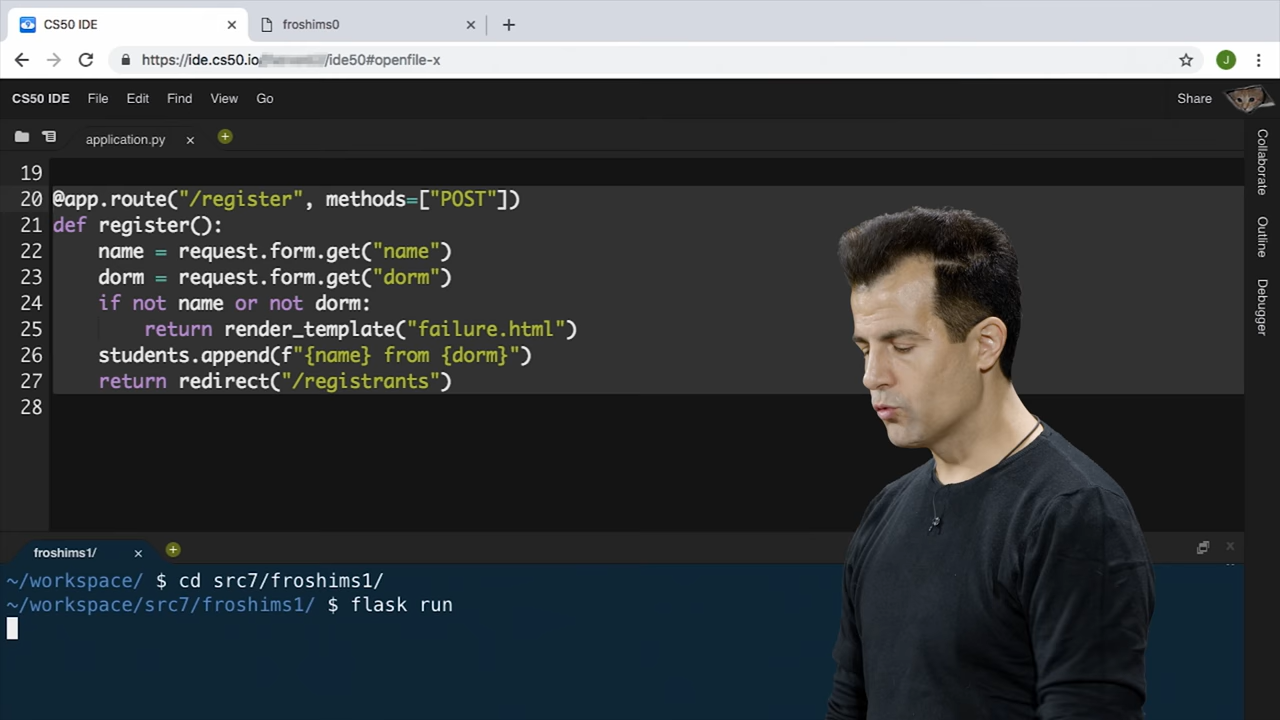 CS50 IDE
froshims0
https://ide.cs50.io/ide50#openfile-x
J
CS50 IDE File Edit Find View Go Share
application.py
19
20 @app.route("/register", methods=["POST"])
21 def register():
22 name = request.form.get("name")
23 dorm = request.form.get("dorm")
24 if not name or not dorm:
25 return render_template("failure.html")
26 students.append(f"{name} from {dorm}")
27 return redirect("/registrants")
28
Collaborate
Outline
Debugger
froshims1/
~/workspace/ $ cd src7/froshims1/
~/workspace/src7/froshims1/ $ flask run